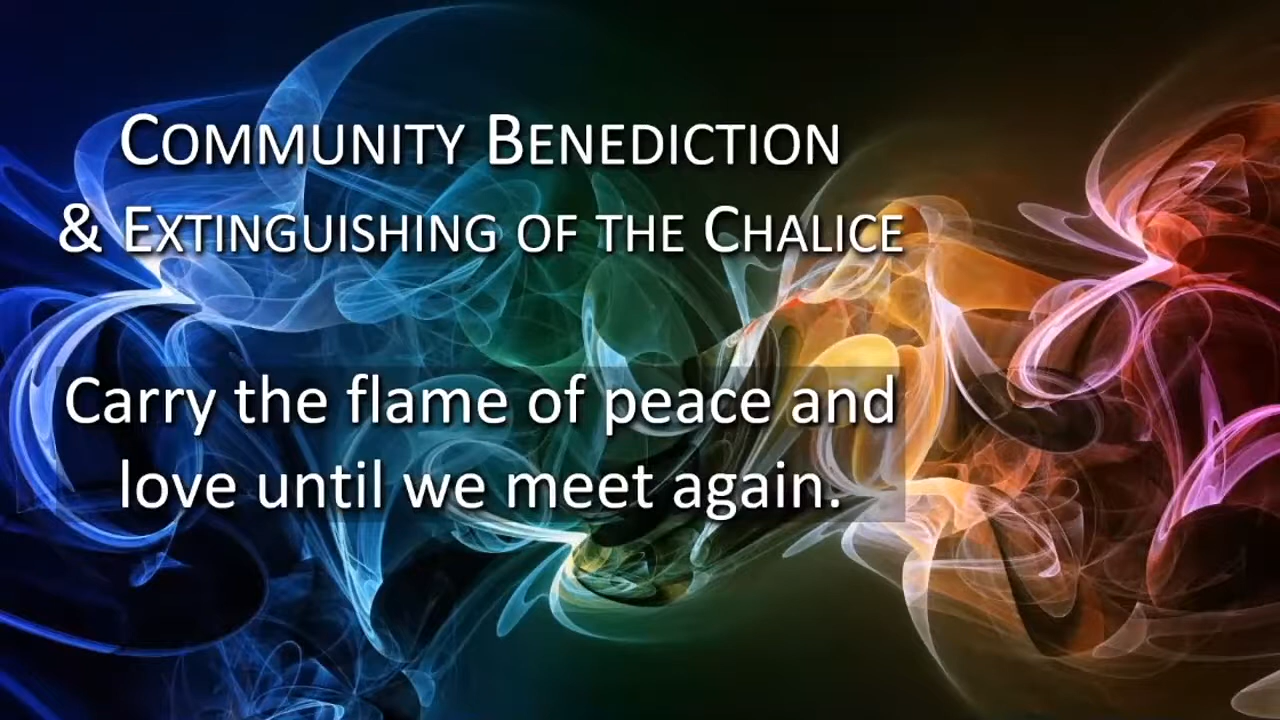 Community Benediction
& Extinguishing of the Chalice
Carry the flame of peace and
love until we meet again.